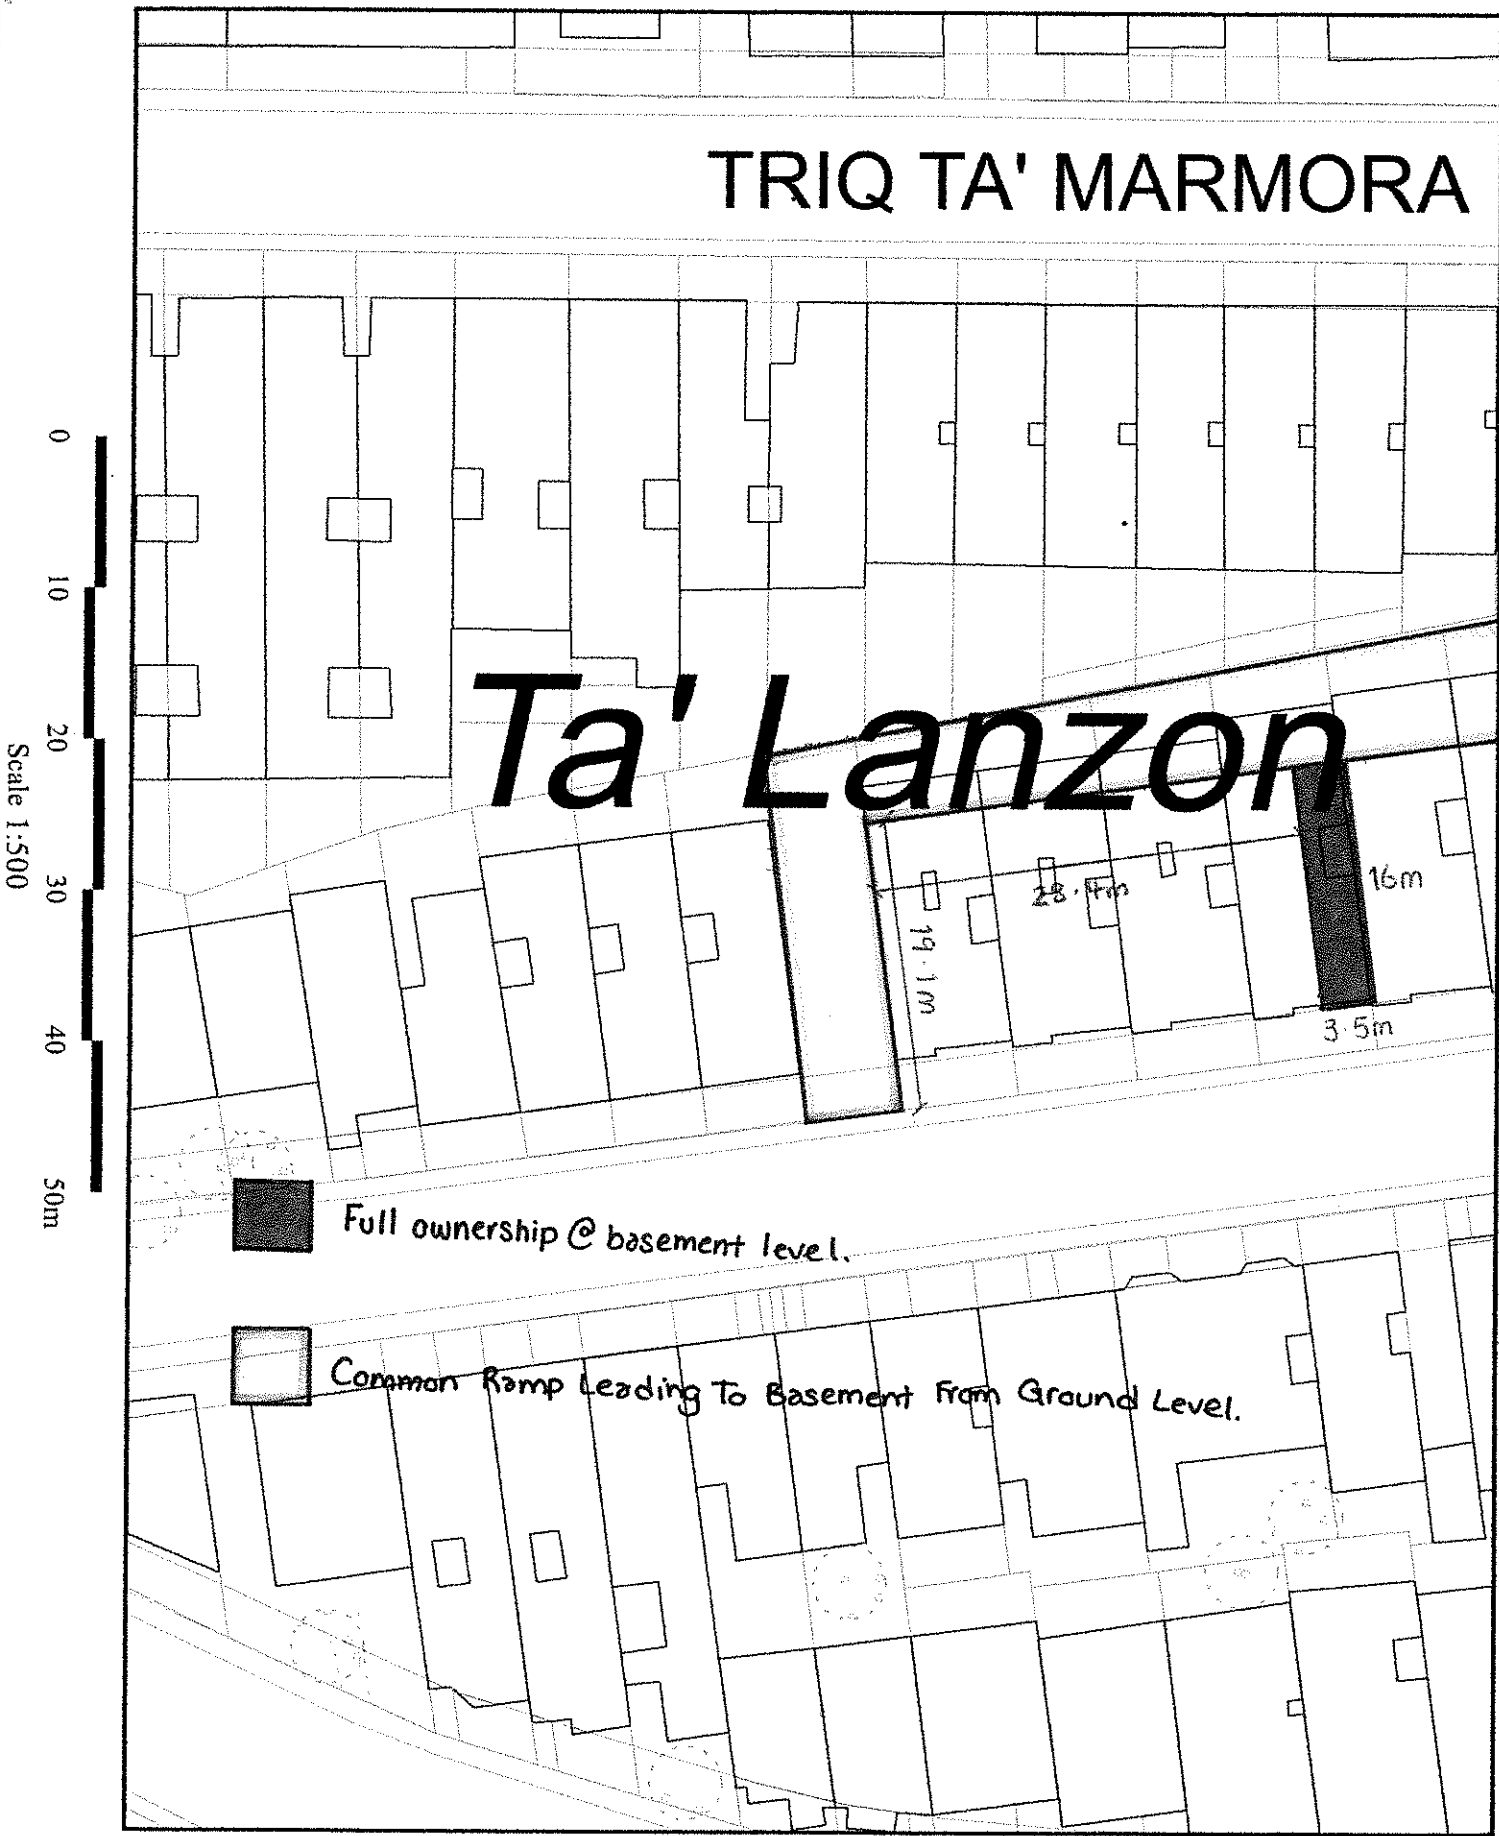 TRIQ TA' MARMORA
Ta' Lanzon
28.4m
16m
19.1m
3.5m
Full ownership @ basement level.
Common Ramp Leading To Basement From Ground Level.
0
10
20
30
40
50m
Scale 1:500